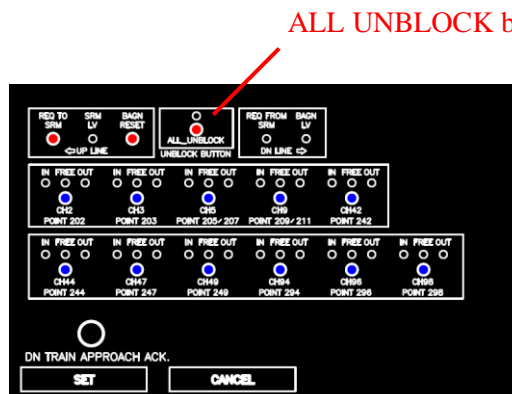 ALL UNBLOCK b
REQ TO SRM SRM LV BAGN RESET
⇦UP LINE
ALL_UNBLOCK
UNBLOCK BUTTON
REQ FROM SRM BAGN LV
DN LINE ⇨
IN FREE OUT IN FREE OUT IN FREE OUT IN FREE OUT IN FREE OUT
CH2 CH3 CH5 CH9 CH42
POINT 202 POINT 203 POINT 205/207 POINT 209/211 POINT 242
IN FREE OUT IN FREE OUT IN FREE OUT IN FREE OUT IN FREE OUT IN FREE OUT
CH44 CH47 CH49 CH94 CH96 CH98
POINT 244 POINT 247 POINT 249 POINT 294 POINT 296 POINT 298
DN TRAIN APPROACH ACK.
SET CANCEL